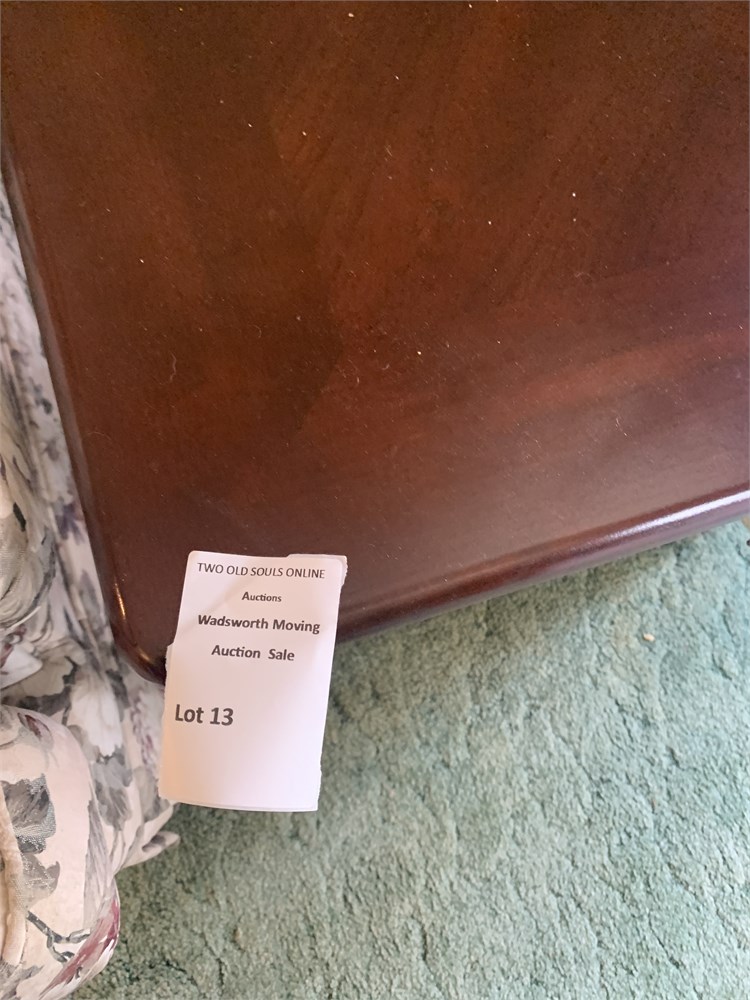 TWO OLD SOULS ONLINE
Auctions
Wadsworth Moving
Auction Sale
Lot 13